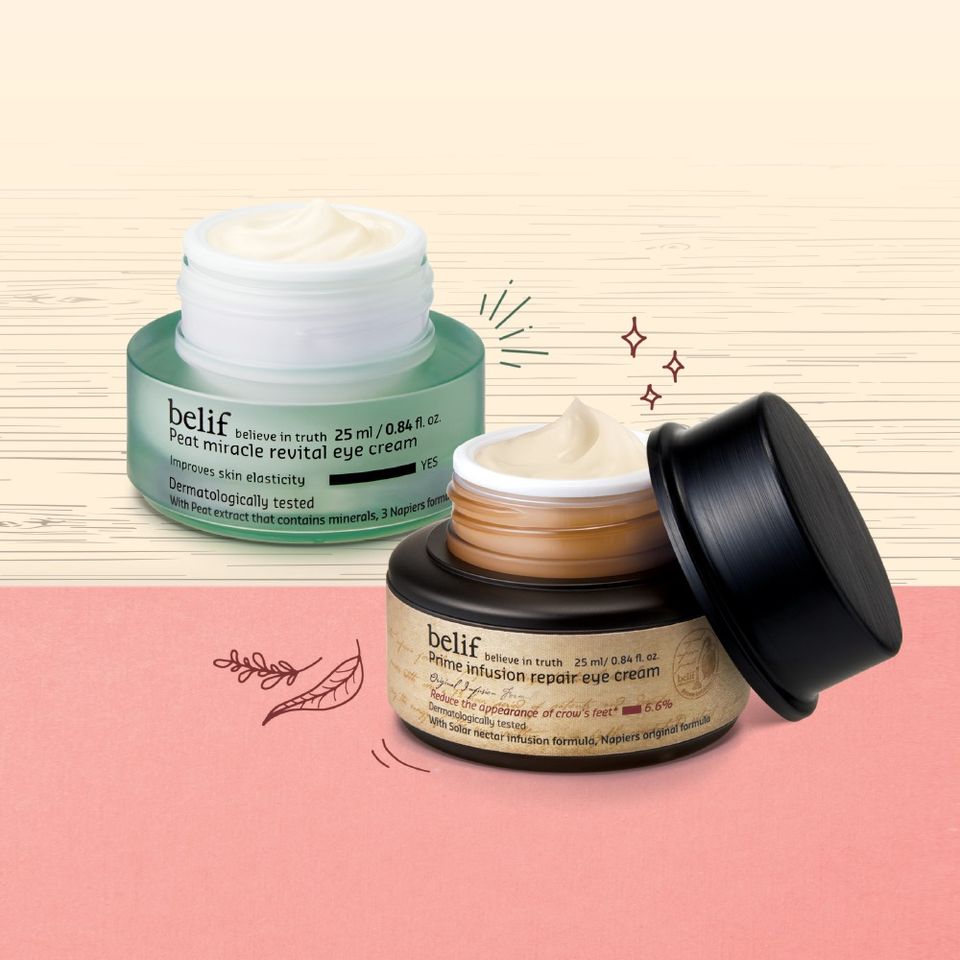 belif believe in truth 25 ml / 0.84 fl. oz.
Peat miracle revital eye cream
Improves skin elasticity YES
Dermatologically tested
With Peat extract that contains minerals, 3 Napiers
belif believe in truth 25 ml/ 0.84 fl. oz.
Prime infusion repair eye cream
Original Infusion
Reduce the appearance of crow's feet* 6.6%
Dermatologically tested
With Solar nectar infusion formula, Napiers original formula
belif